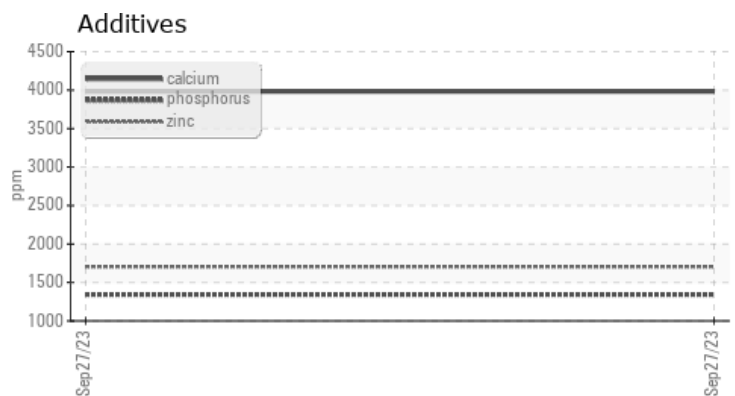 Additives
4500
4000
3500
3000
2500
2000
1500
1000
ppm
calcium
phosphorus
zinc
Sep27/23
Sep27/23